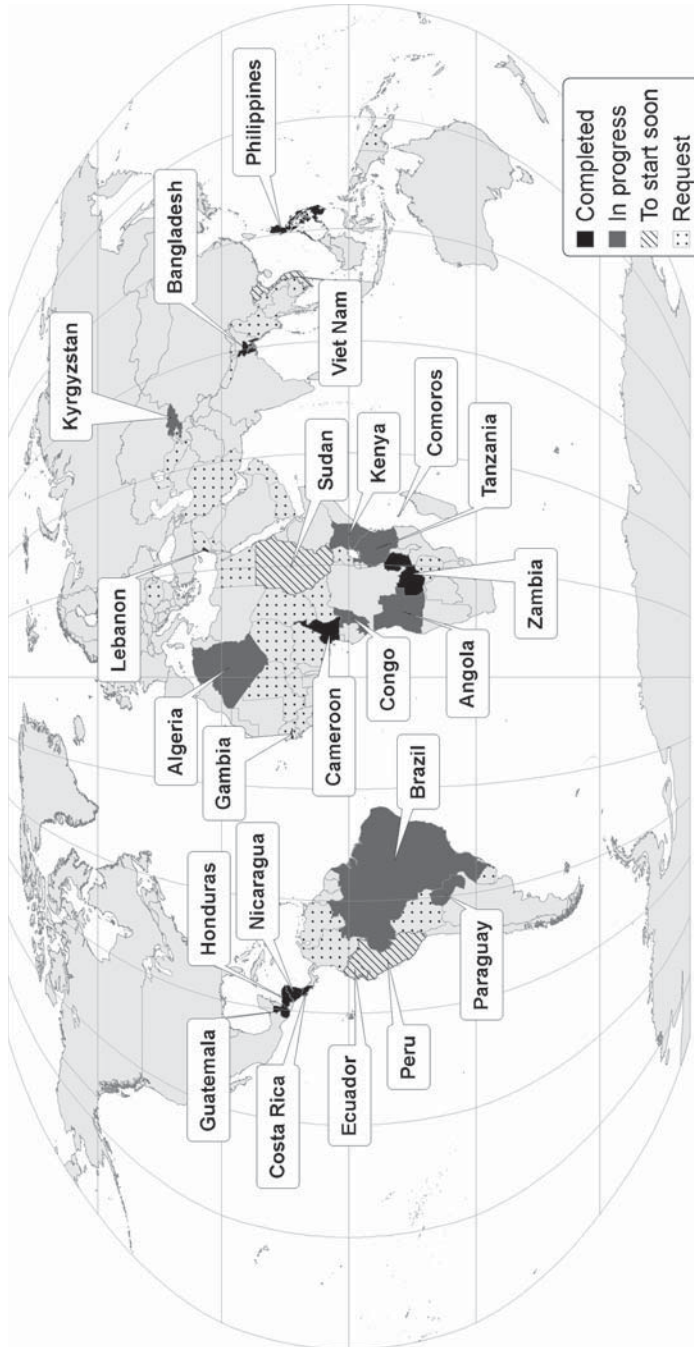 Philippines
Bangladesh
Kyrgyzstan
Viet Nam
Sudan
Kenya
Comoros
Tanzania
Lebanon
Algeria
Gambia
Cameroon
Congo
Angola
Zambia
Honduras
Nicaragua
Guatemala
Costa Rica
Ecuador
Peru
Paraguay
Brazil
Completed
In progress
To start soon
Request